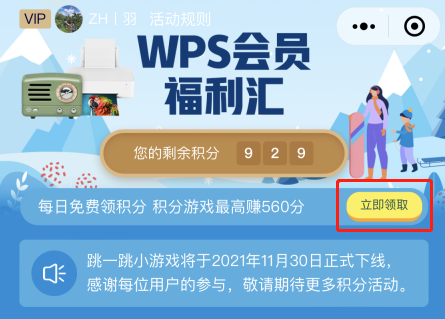 VIP ZH丨羽 活动规则
WPS会员
福利汇
您的剩余积分 9 2 9
每日免费领积分 积分游戏最高赚560分 立即领取
跳一跳小游戏将于2021年11月30日正式下线，
感谢每位用户的参与，敬请期待更多积分活动。